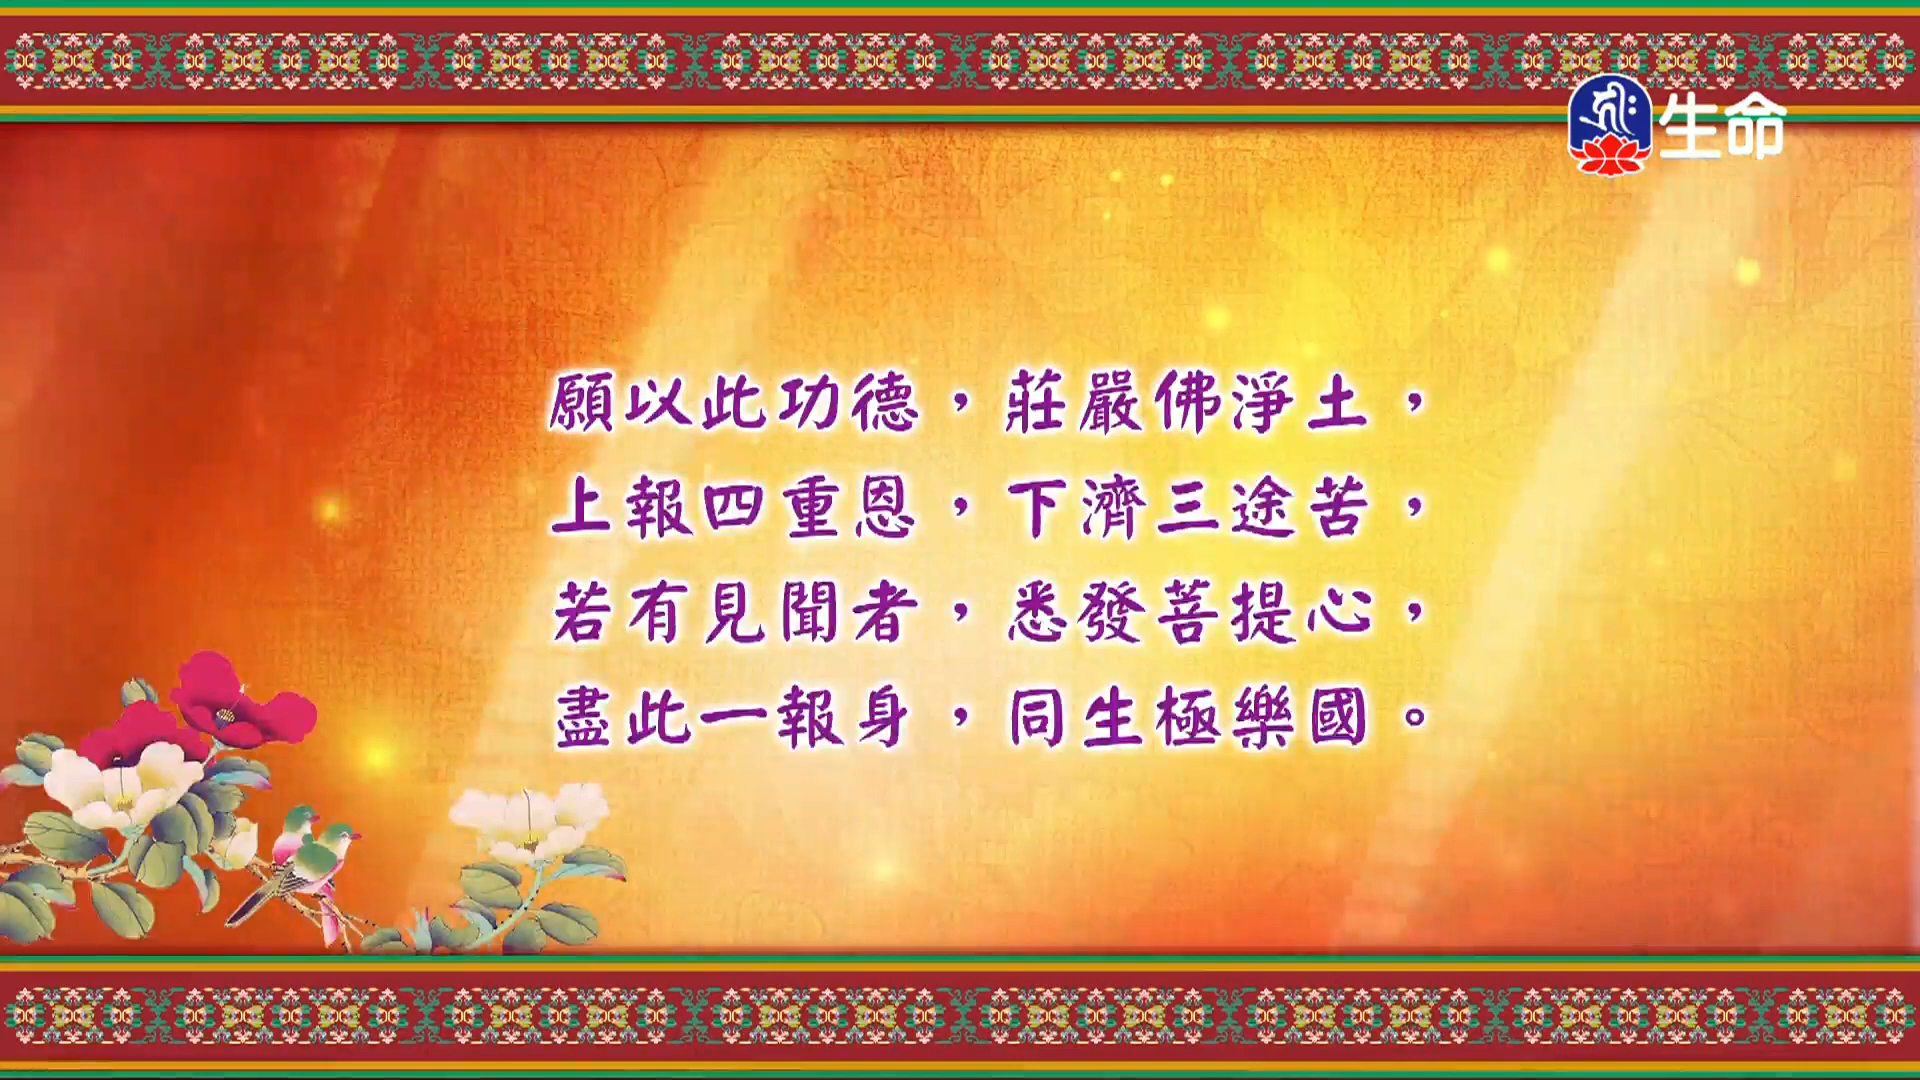 生命
願以此功德，莊嚴佛淨土，
上報四重恩，下濟三途苦，
若有見聞者，悉發菩提心，
盡此一報身，同生極樂國。